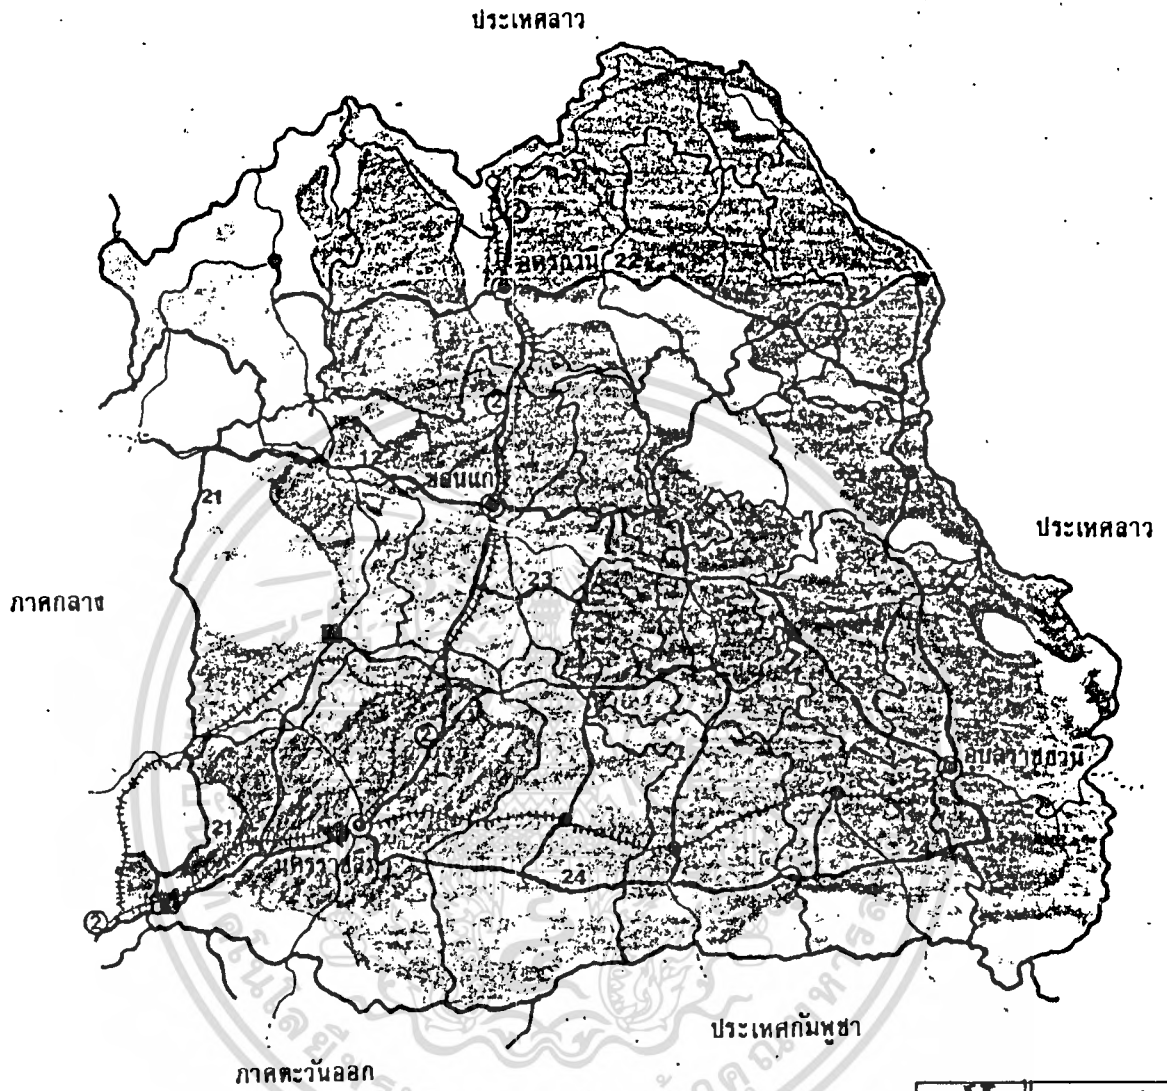 ประเทศลาว
2
อุดรธานี 22
22
2
12
ขอนแก่น
21
ประเทศลาว
23
ภาคกลาง
2
อุบลราชธานี
21
นครราชสีมา
24
24
2
ประเทศกัมพูชา
ภาคตะวันออก